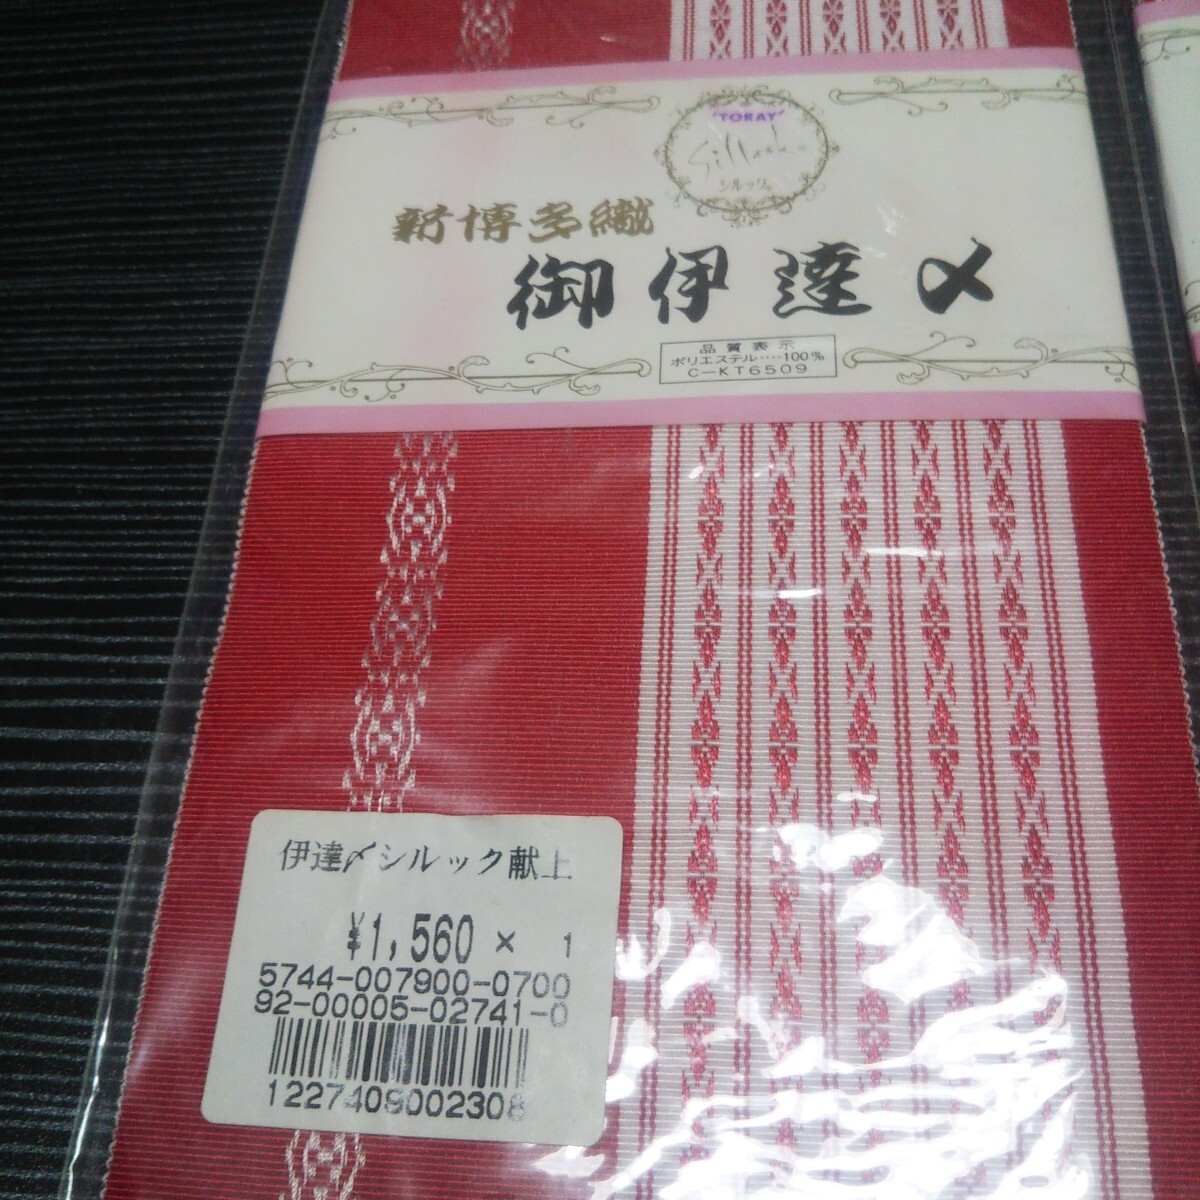 'TORAY'
Sillook
シルック®
新博多織
御伊達〆
品質表示
ポリエステル‥‥100%
C-KT6509
伊達〆シルック献上
¥1,560 × 1
5744-007900-0700
92-00005-02741-0
1227409002308